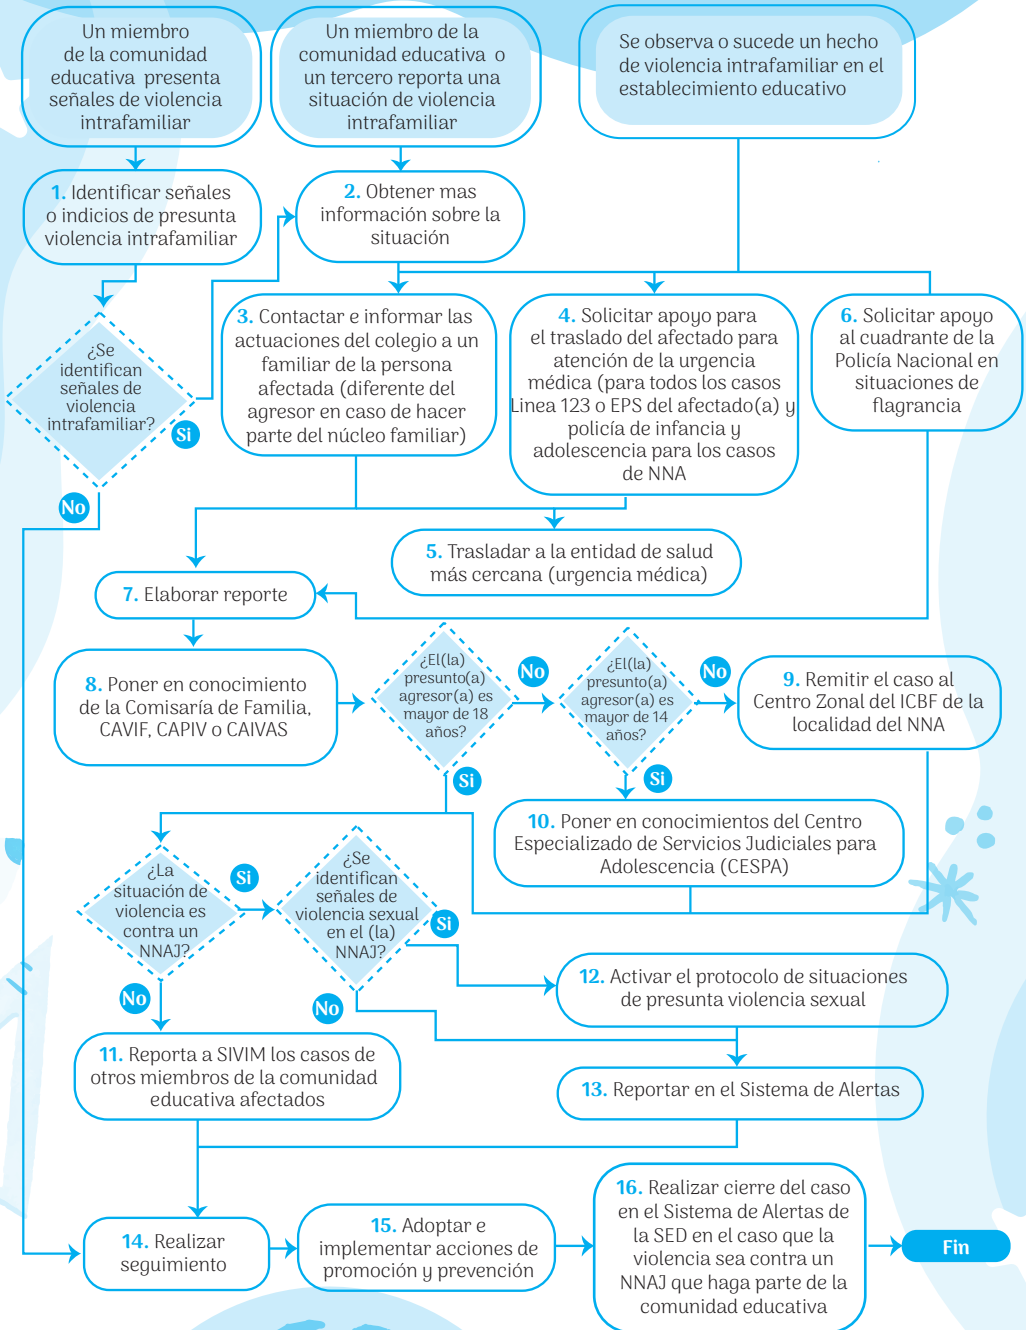 Un miembro
de la comunidad
educativa presenta
señales de violencia
intrafamiliar
Un miembro de la
comunidad educativa o
un tercero reporta una
situación de violencia
intrafamiliar
Se observa o sucede un hecho
de violencia intrafamiliar en el
establecimiento educativo
1. Identificar señales
o indicios de presunta
violencia intrafamiliar
2. Obtener mas
información sobre la
situación
¿Se
identifican
señales de
violencia
intrafamiliar?
Si
No
3. Contactar e informar las
actuaciones del colegio a un
familiar de la persona
afectada (diferente del
agresor en caso de hacer
parte del núcleo familiar)
4. Solicitar apoyo para
el traslado del afectado para
atención de la urgencia
médica (para todos los casos
Linea 123 o EPS del afectado(a) y
policía de infancia y
adolescencia para los casos
de NNA
6. Solicitar apoyo
al cuadrante de la
Policía Nacional en
situaciones de
flagrancia
5. Trasladar a la entidad de salud
más cercana (urgencia médica)
7. Elaborar reporte
8. Poner en conocimiento
de la Comisaría de Familia,
CAVIF, CAPIV o CAIVAS
¿El(la)
presunto(a)
agresor(a) es
mayor de 18
años?
No
Si
¿El(la)
presunto(a)
agresor(a) es
mayor de 14
años?
No
Si
9. Remitir el caso al
Centro Zonal del ICBF de la
localidad del NNA
10. Poner en conocimientos del Centro
Especializado de Servicios Judiciales para
Adolescencia (CESPA)
¿La
situación de
violencia es
contra un
NNAJ?
Si
No
¿Se
identifican
señales de
violencia sexual
en el (la)
NNAJ?
Si
No
12. Activar el protocolo de situaciones
de presunta violencia sexual
11. Reporta a SIVIM los casos de
otros miembros de la comunidad
educativa afectados
13. Reportar en el Sistema de Alertas
14. Realizar
seguimiento
15. Adoptar e
implementar acciones de
promoción y prevención
16. Realizar cierre del caso
en el Sistema de Alertas de
la SED en el caso que la
violencia sea contra un
NNAJ que haga parte de la
comunidad educativa
Fin